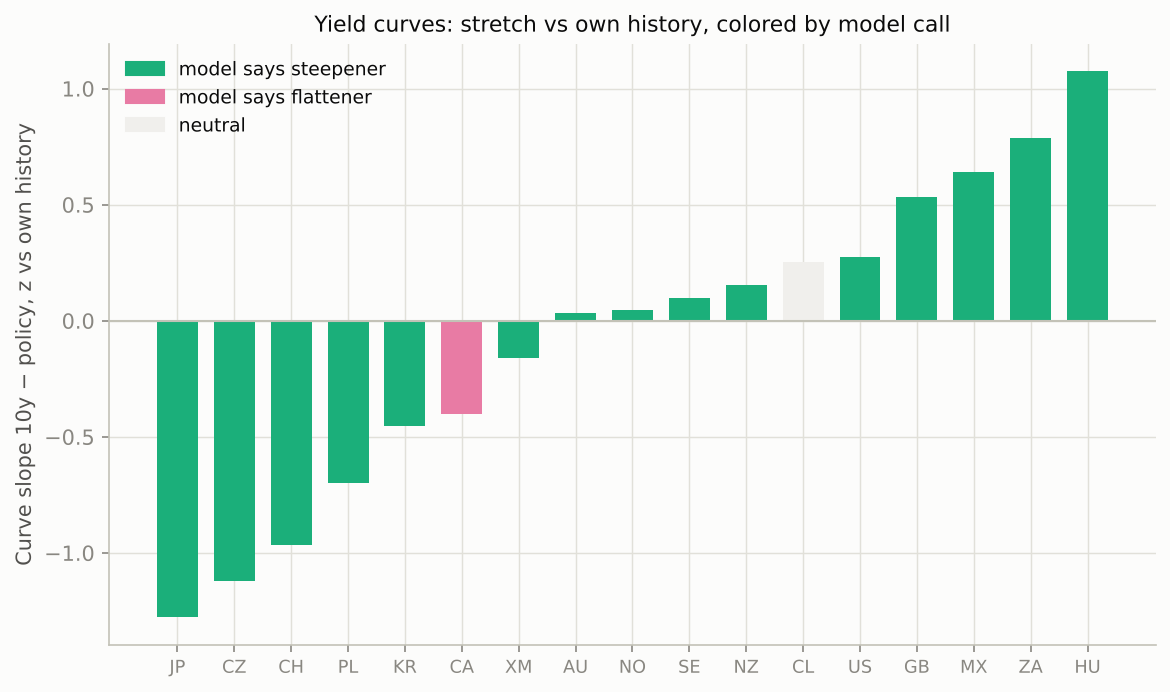 Yield curves: stretch vs own history, colored by model call
model says steepener
model says flattener
neutral
Curve slope 10y − policy, z vs own history
1.0
0.5
0.0
−0.5
−1.0
JP CZ CH PL KR CA XM AU NO SE NZ CL US GB MX ZA HU